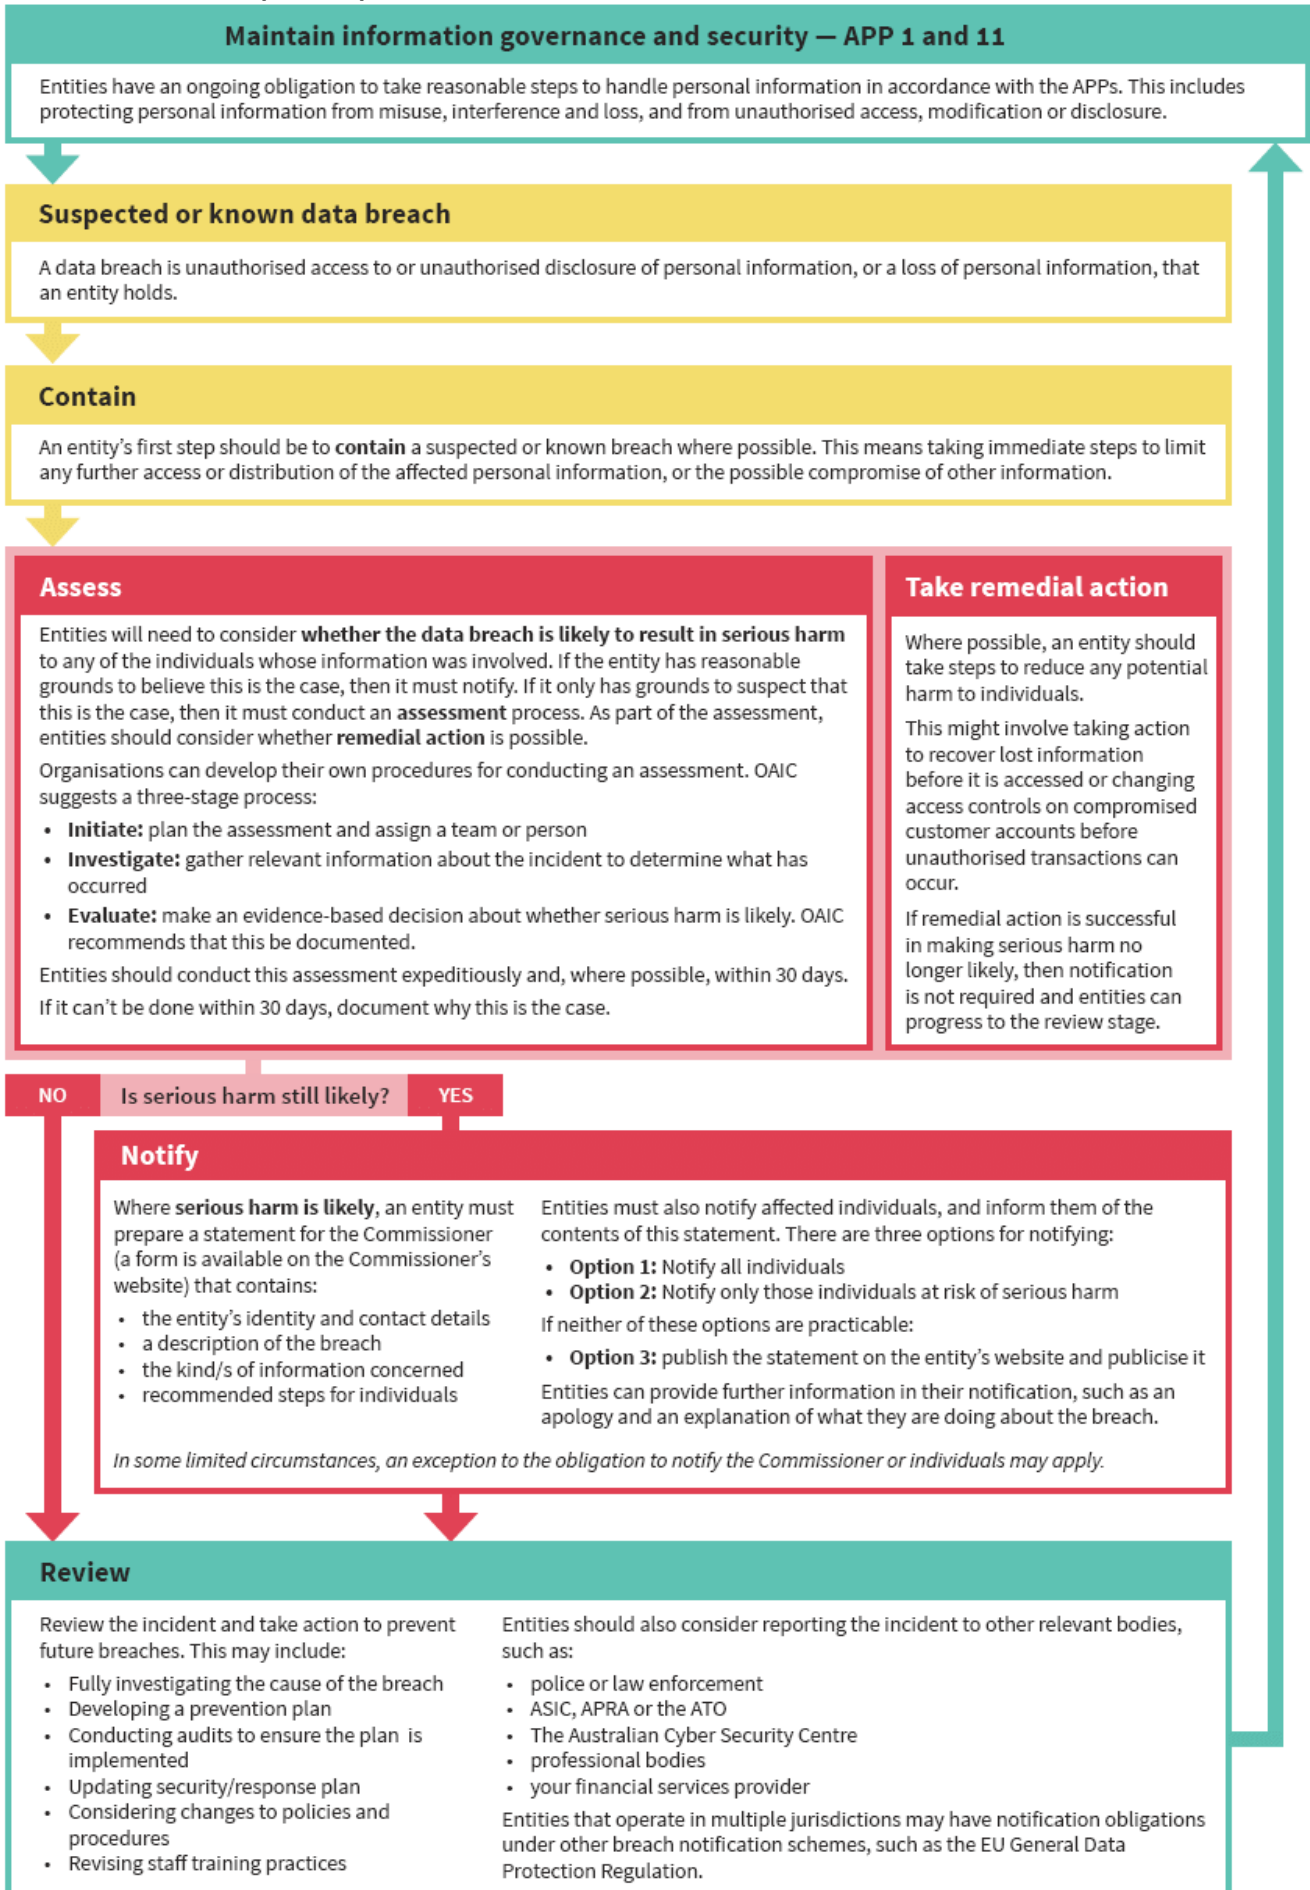 Maintain information governance and security — APP 1 and 11
Entities have an ongoing obligation to take reasonable steps to handle personal information in accordance with the APPs. This includes
protecting personal information from misuse, interference and loss, and from unauthorised access, modification or disclosure.
Suspected or known data breach
A data breach is unauthorised access to or unauthorised disclosure of personal information, or a loss of personal information, that
an entity holds.
Contain
An entity’s first step should be to contain a suspected or known breach where possible. This means taking immediate steps to limit
any further access or distribution of the affected personal information, or the possible compromise of other information.
Assess
Entities will need to consider whether the data breach is likely to result in serious harm
to any of the individuals whose information was involved. If the entity has reasonable
grounds to believe this is the case, then it must notify. If it only has grounds to suspect that
this is the case, then it must conduct an assessment process. As part of the assessment,
entities should consider whether remedial action is possible.
Organisations can develop their own procedures for conducting an assessment. OAIC
suggests a three-stage process:
• Initiate: plan the assessment and assign a team or person
• Investigate: gather relevant information about the incident to determine what has
occurred
• Evaluate: make an evidence-based decision about whether serious harm is likely. OAIC
recommends that this be documented.
Entities should conduct this assessment expeditiously and, where possible, within 30 days.
If it can’t be done within 30 days, document why this is the case.
Take remedial action
Where possible, an entity should
take steps to reduce any potential
harm to individuals.
This might involve taking action
to recover lost information
before it is accessed or changing
access controls on compromised
customer accounts before
unauthorised transactions can
occur.
If remedial action is successful
in making serious harm no
longer likely, then notification
is not required and entities can
progress to the review stage.
NO Is serious harm still likely? YES
Notify
Where serious harm is likely, an entity must
prepare a statement for the Commissioner
(a form is available on the Commissioner’s
website) that contains:
• the entity’s identity and contact details
• a description of the breach
• the kind/s of information concerned
• recommended steps for individuals
Entities must also notify affected individuals, and inform them of the
contents of this statement. There are three options for notifying:
• Option 1: Notify all individuals
• Option 2: Notify only those individuals at risk of serious harm
If neither of these options are practicable:
• Option 3: publish the statement on the entity’s website and publicise it
Entities can provide further information in their notification, such as an
apology and an explanation of what they are doing about the breach.
In some limited circumstances, an exception to the obligation to notify the Commissioner or individuals may apply.
Review
Review the incident and take action to prevent
future breaches. This may include:
• Fully investigating the cause of the breach
• Developing a prevention plan
• Conducting audits to ensure the plan is
implemented
• Updating security/response plan
• Considering changes to policies and
procedures
• Revising staff training practices
Entities should also consider reporting the incident to other relevant bodies,
such as:
• police or law enforcement
• ASIC, APRA or the ATO
• The Australian Cyber Security Centre
• professional bodies
• your financial services provider
Entities that operate in multiple jurisdictions may have notification obligations
under other breach notification schemes, such as the EU General Data
Protection Regulation.